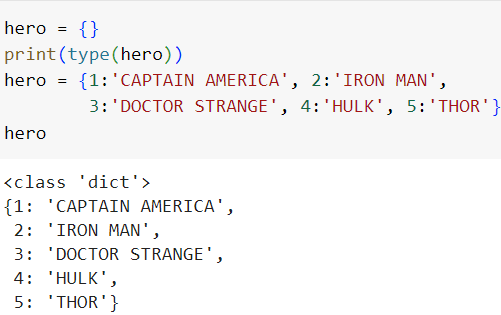 hero = {}
print(type(hero))
hero = {1:'CAPTAIN AMERICA', 2:'IRON MAN',
        3:'DOCTOR STRANGE', 4:'HULK', 5:'THOR'}
hero
<class 'dict'>
{1: 'CAPTAIN AMERICA',
 2: 'IRON MAN',
 3: 'DOCTOR STRANGE',
 4: 'HULK',
 5: 'THOR'}